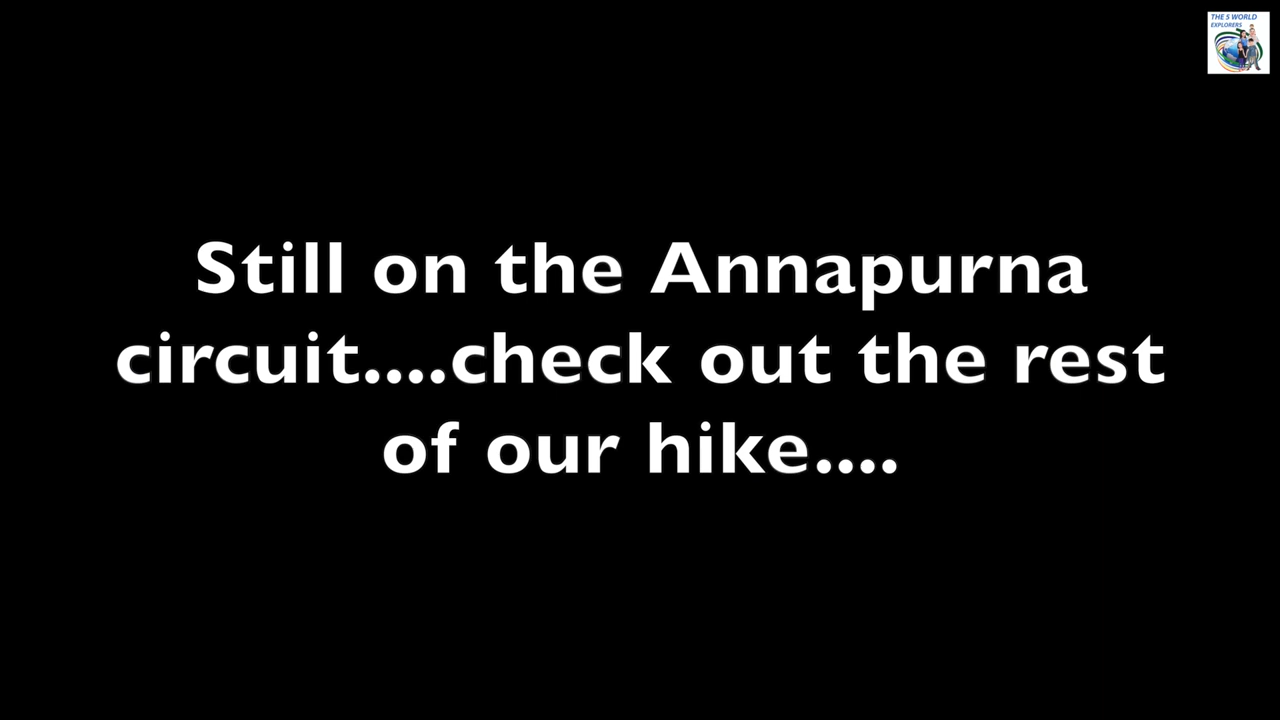 THE 5 WORLD
EXPLORERS
Still on the Annapurna
circuit....check out the rest
of our hike....